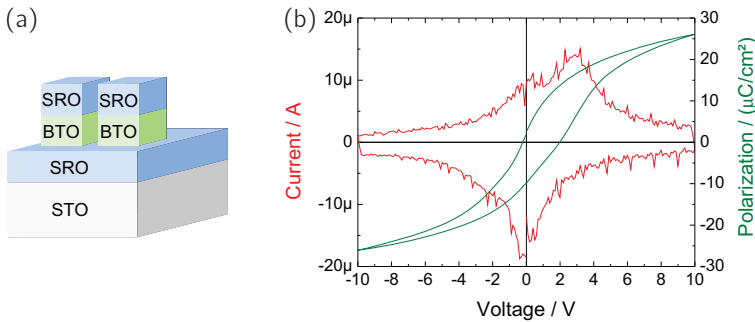 (a)
SRO
SRO
BTO
BTO
SRO
STO
(b)
20µ
10µ
0
10µ
-20µ
Current / A
30
20
10
0
-10
-20
-30
Polarization / (µC/cm²)
-10 -8 -6 -4 -2 0 2 4 6 8 10
Voltage / V